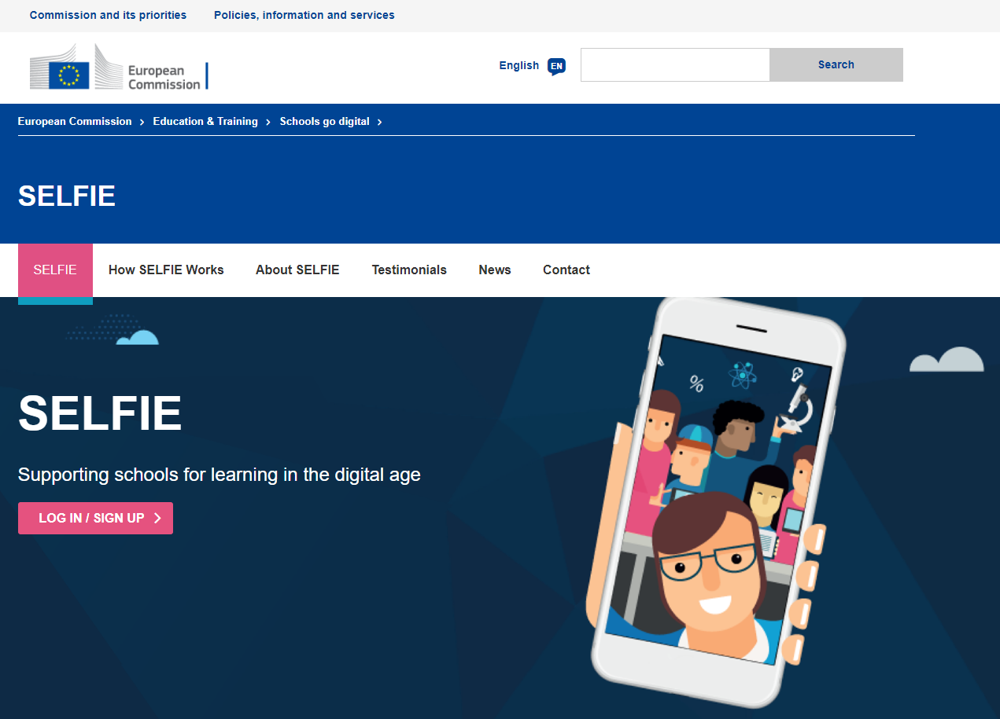 Commission and its priorities Policies, information and services
European
Commission
English EN Search
European Commission > Education & Training > Schools go digital >
SELFIE
SELFIE How SELFIE Works About SELFIE Testimonials News Contact
%
SELFIE
Supporting schools for learning in the digital age
LOG IN / SIGN UP >